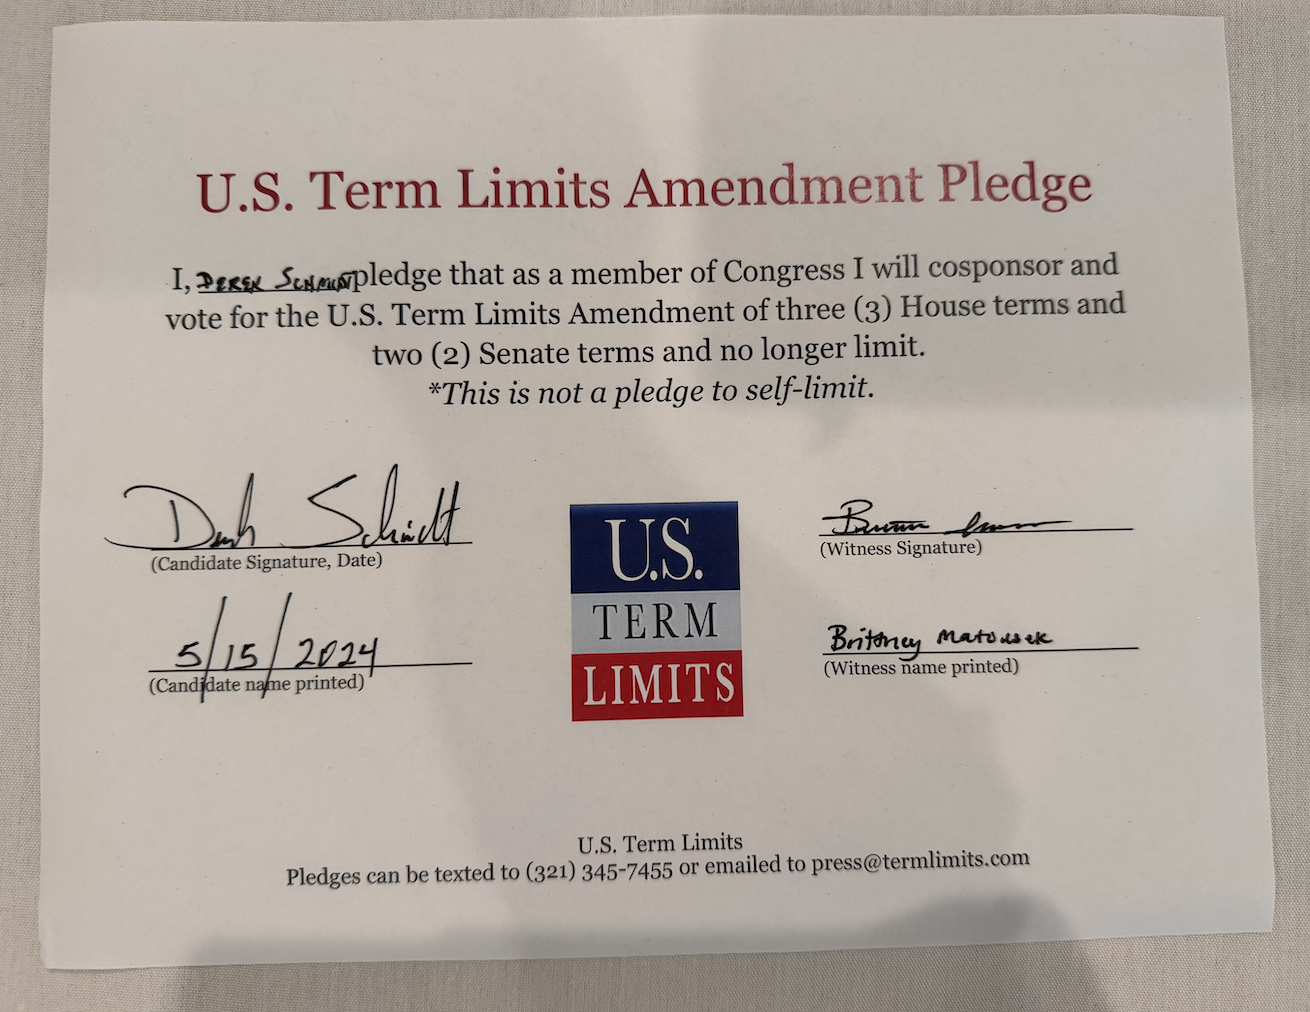 U.S. Term Limits Amendment Pledge
I, DEREK SCHMIDT pledge that as a member of Congress I will cosponsor and
vote for the U.S. Term Limits Amendment of three (3) House terms and
two (2) Senate terms and no longer limit.
*This is not a pledge to self-limit.
Derek Schmidt
(Candidate Signature, Date)
5/15/2024
(Candidate name printed)
U.S.
TERM
LIMITS
(Witness Signature)
Brittney
(Witness name printed)
U.S. Term Limits
Pledges can be texted to (321) 345-7455 or emailed to press@termlimits.com